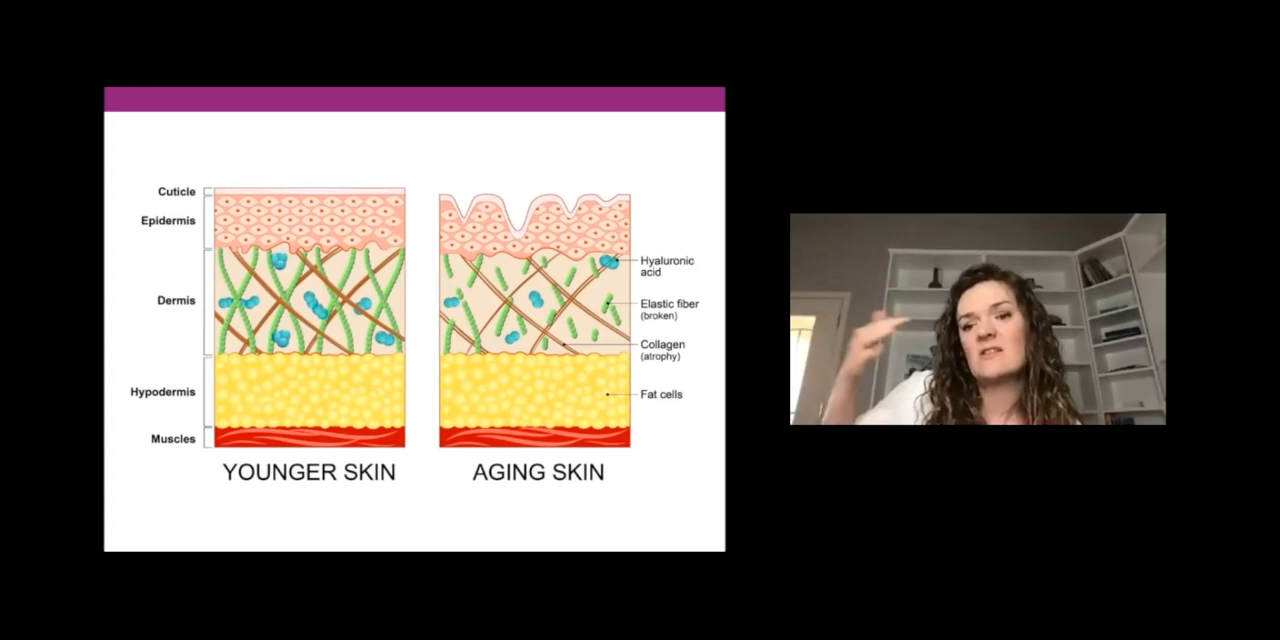 Cuticle
Epidermis
Dermis
Hypodermis
Muscles
Hyaluronic
acid
Elastic fiber
(broken)
Collagen
(atrophy)
Fat cells
YOUNGER SKIN
AGING SKIN